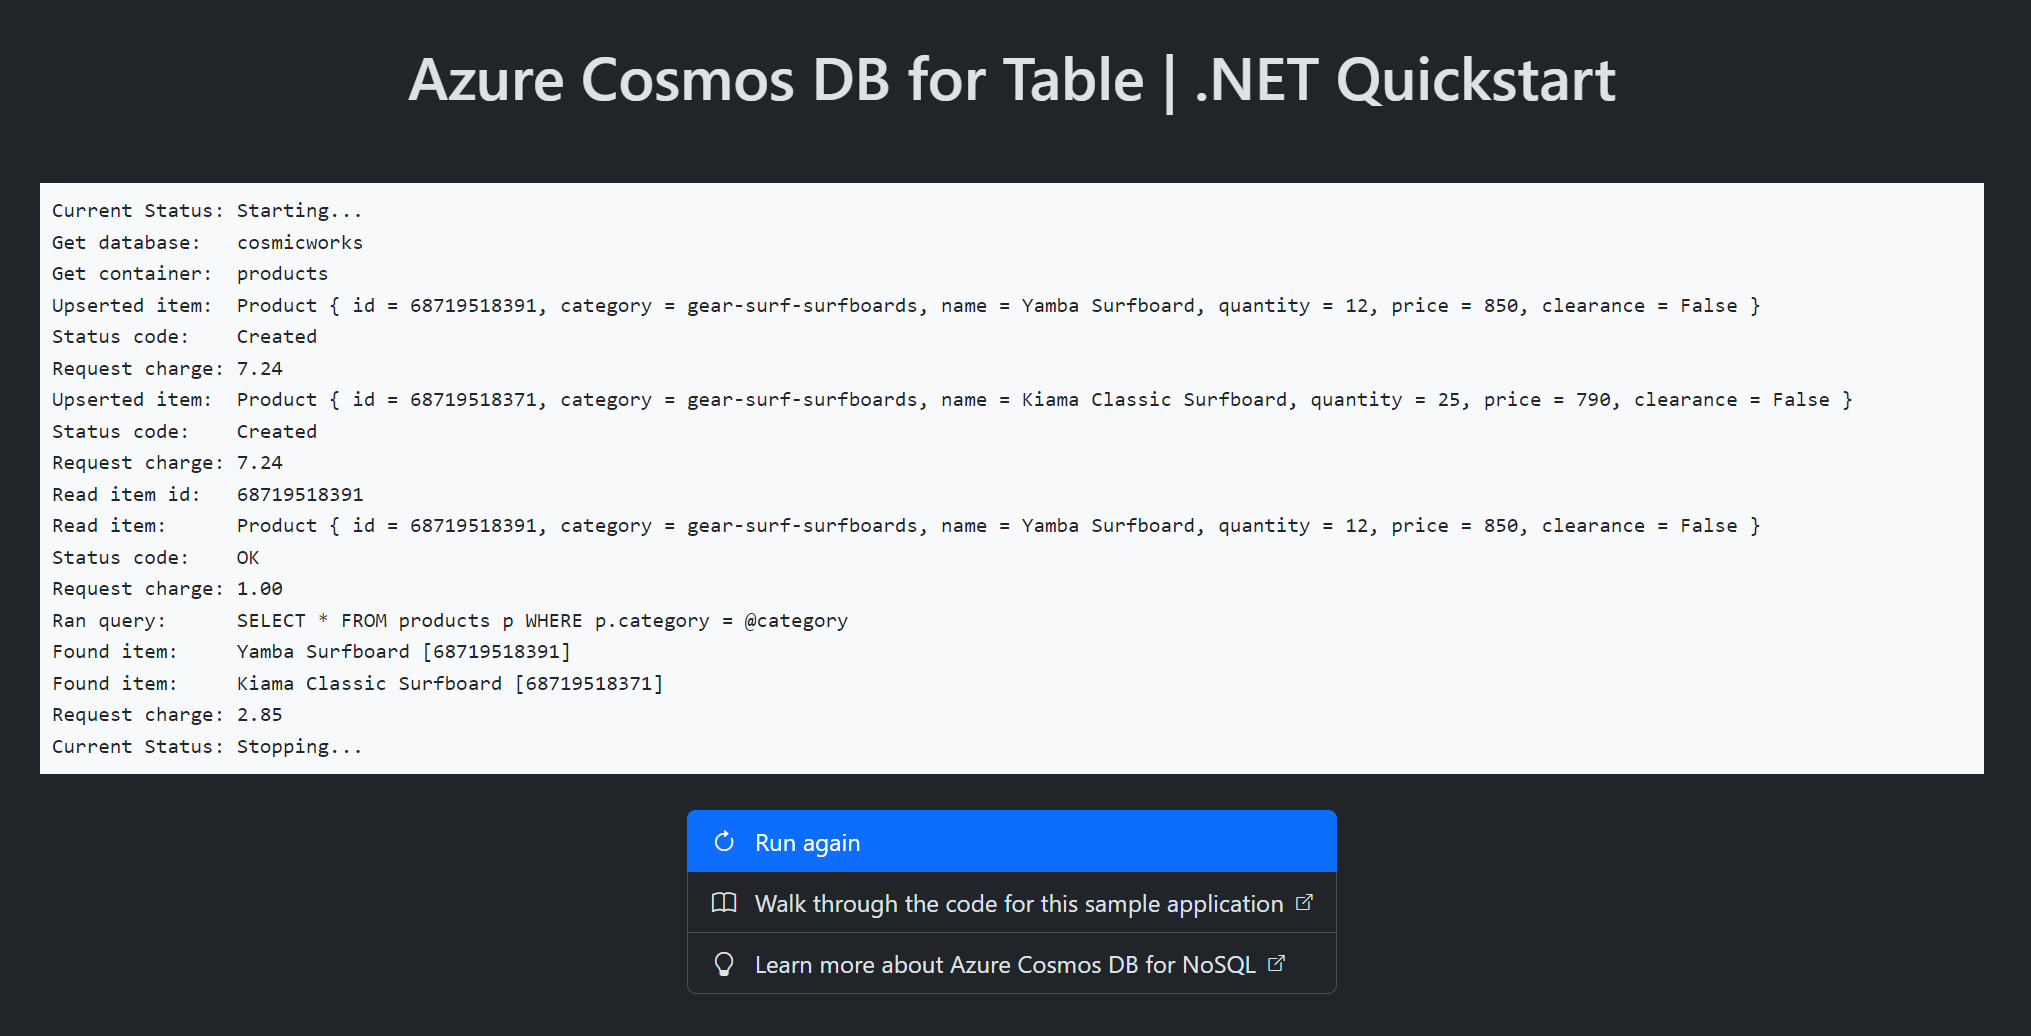 Azure Cosmos DB for Table | .NET Quickstart
Current Status: Starting...
Get database:   cosmicworks
Get container:  products
Upserted item:  Product { id = 68719518391, category = gear-surf-surfboards, name = Yamba Surfboard, quantity = 12, price = 850, clearance = False }
Status code:    Created
Request charge: 7.24
Upserted item:  Product { id = 68719518371, category = gear-surf-surfboards, name = Kiama Classic Surfboard, quantity = 25, price = 790, clearance = False }
Status code:    Created
Request charge: 7.24
Read item id:   68719518391
Read item:      Product { id = 68719518391, category = gear-surf-surfboards, name = Yamba Surfboard, quantity = 12, price = 850, clearance = False }
Status code:    OK
Request charge: 1.00
Ran query:      SELECT * FROM products p WHERE p.category = @category
Found item:     Yamba Surfboard [68719518391]
Found item:     Kiama Classic Surfboard [68719518371]
Request charge: 2.85
Current Status: Stopping...
Run again
Walk through the code for this sample application
Learn more about Azure Cosmos DB for NoSQL